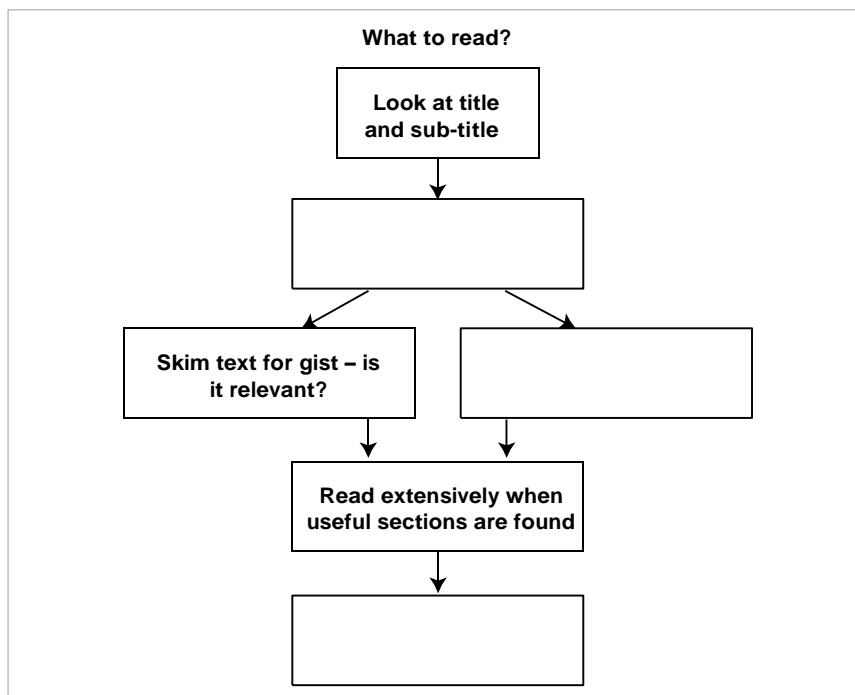 What to read?
Look at title
and sub-title
Skim text for gist – is
it relevant?
Read extensively when
useful sections are found